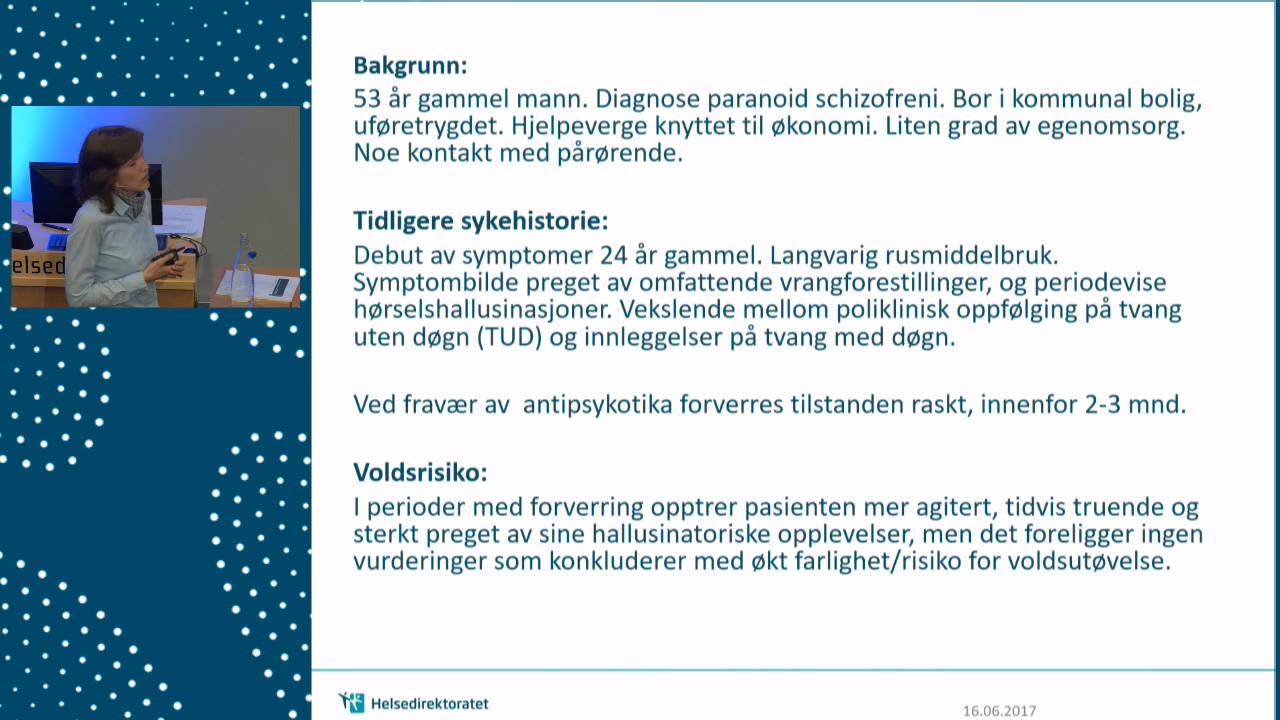 Bakgrunn:
53 år gammel mann. Diagnose paranoid schizofreni. Bor i kommunal bolig,
uføretrygdet. Hjelpeverge knyttet til økonomi. Liten grad av egenomsorg.
Noe kontakt med pårørende.
Tidligere sykehistorie:
Debut av symptomer 24 år gammel. Langvarig rusmiddelbruk.
Symptombilde preget av omfattende vrangforestillinger, og periodevise
hørselshallusinasjoner. Vekslende mellom poliklinisk oppfølging på tvang
uten døgn (TUD) og innleggelser på tvang med døgn.
Ved fravær av  antipsykotika forverres tilstanden raskt, innenfor 2-3 mnd.
Voldsrisiko:
I perioder med forverring opptrer pasienten mer agitert, tidvis truende og
sterkt preget av sine hallusinatoriske opplevelser, men det foreligger ingen
vurderinger som konkluderer med økt farlighet/risiko for voldsutøvelse.
elsed
Helsedirektoratet
16.06.2017